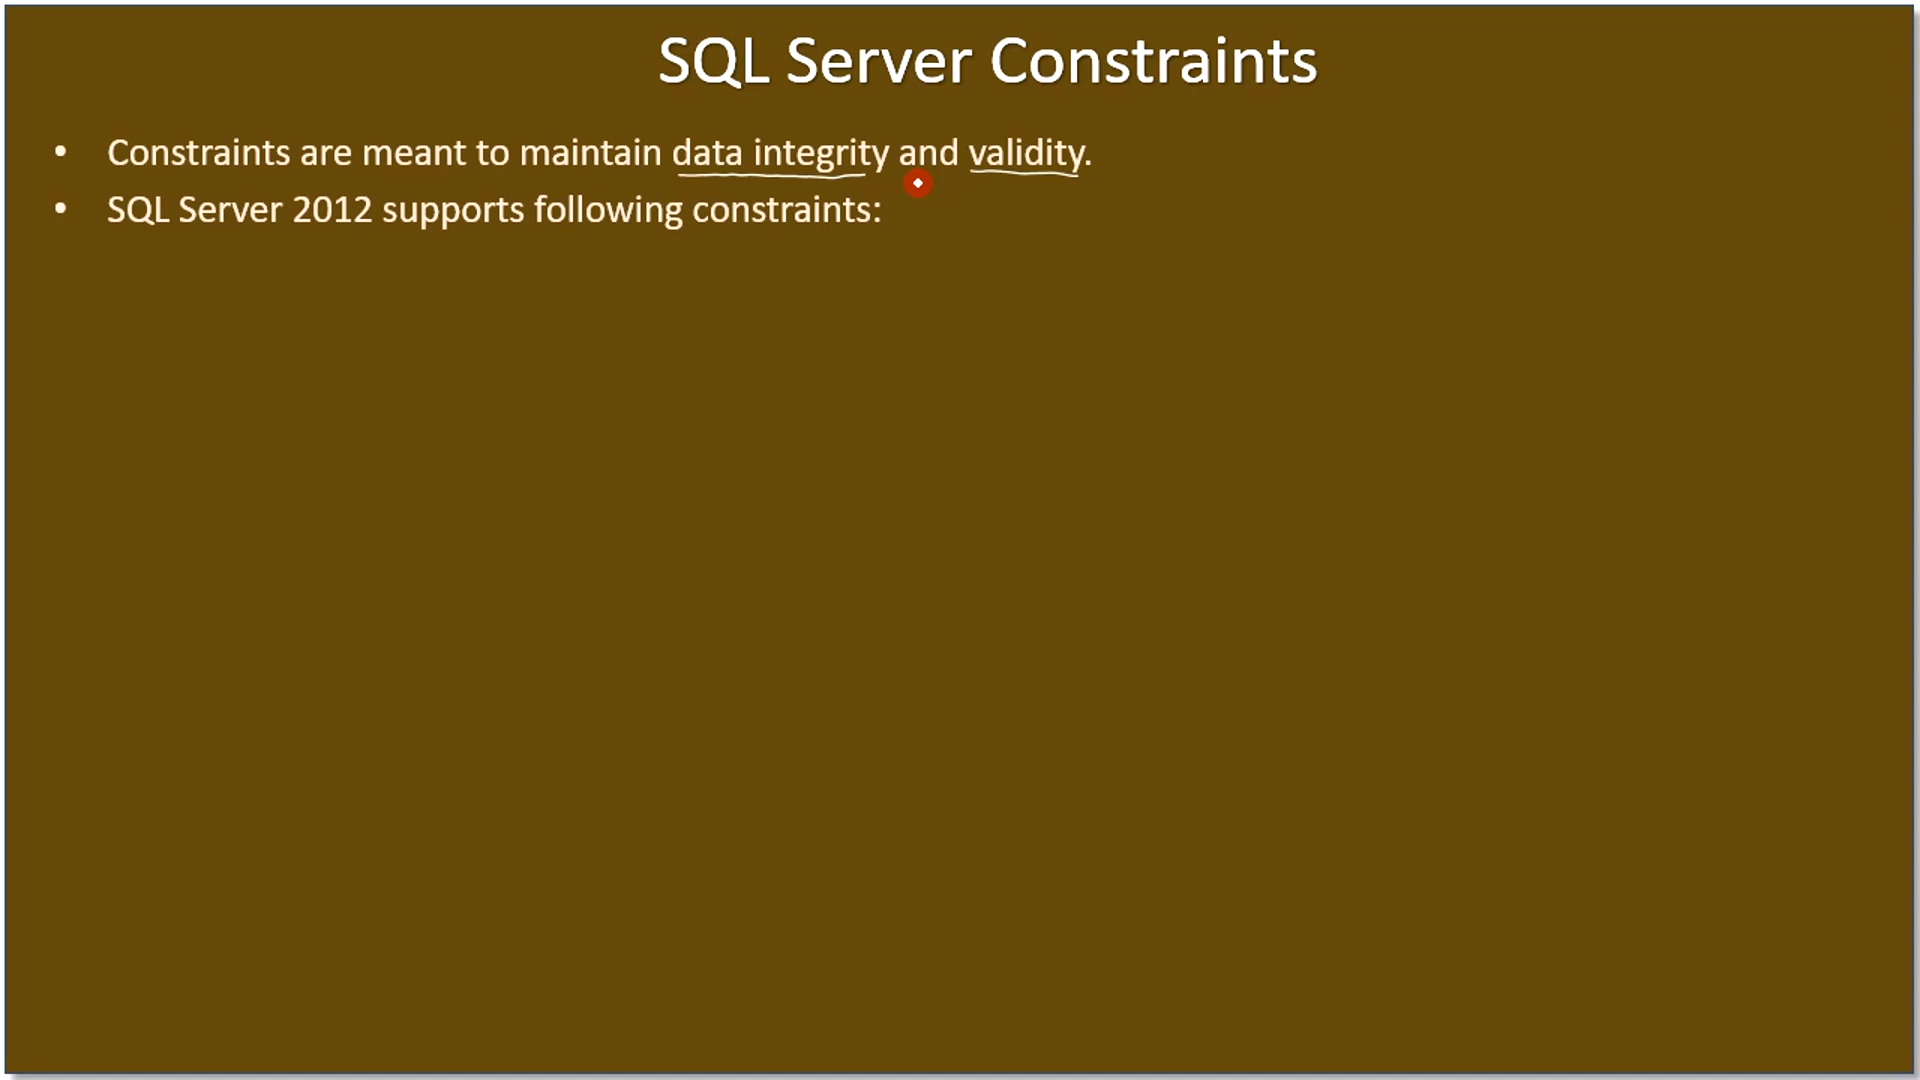 SQL Server Constraints
• Constraints are meant to maintain data integrity and validity.
• SQL Server 2012 supports following constraints: